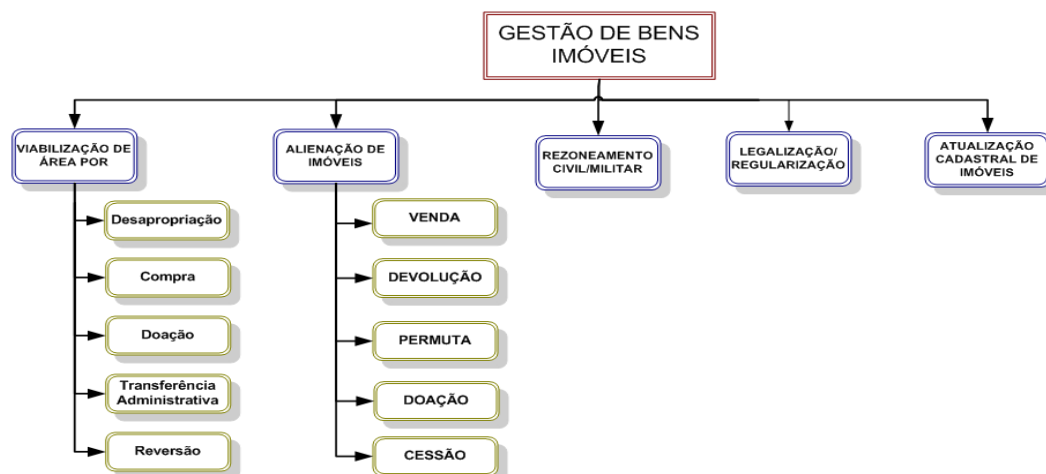 GESTÃO DE BENS
IMÓVEIS
VIABILIZAÇÃO DE
ÁREA POR
ALIENAÇÃO DE
IMÓVEIS
REZONEAMENTO
CIVIL/MILITAR
LEGALIZAÇÃO/
REGULARIZAÇÃO
ATUALIZAÇÃO
CADASTRAL DE
IMÓVEIS
Desapropriação
Compra
Doação
Transferência
Administrativa
Reversão
VENDA
DEVOLUÇÃO
PERMUTA
DOAÇÃO
CESSÃO